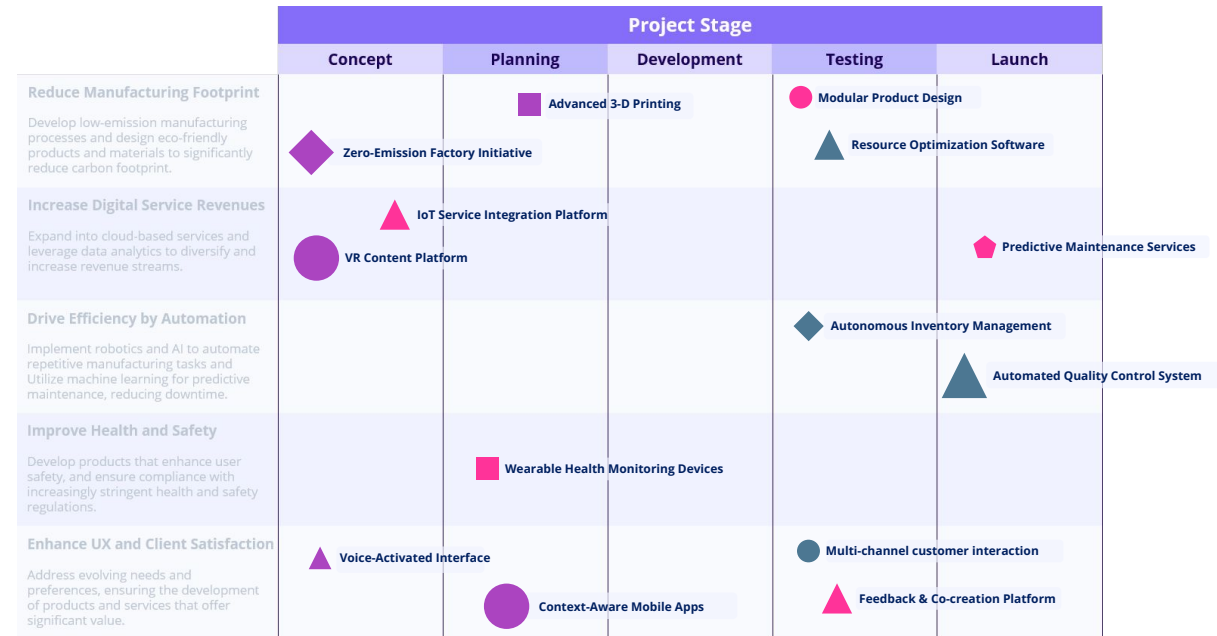 Project Stage
Concept
Planning
Development
Testing
Launch
Reduce Manufacturing Footprint
Develop low-emission manufacturing
processes and design eco-friendly
products and materials to significantly
reduce carbon footprint.
Advanced 3-D Printing
Modular Product Design
Zero-Emission Factory Initiative
Resource Optimization Software
Increase Digital Service Revenues
Expand into cloud-based services and
leverage data analytics to diversify and
increase revenue streams.
IoT Service Integration Platform
VR Content Platform
Predictive Maintenance Services
Drive Efficiency by Automation
Implement robotics and AI to automate
repetitive manufacturing tasks and
Utilize machine learning for predictive
maintenance, reducing downtime.
Autonomous Inventory Management
Automated Quality Control System
Improve Health and Safety
Develop products that enhance user
safety, and ensure compliance with
increasingly stringent health and safety
regulations.
Wearable Health Monitoring Devices
Enhance UX and Client Satisfaction
Address evolving needs and
preferences, ensuring the development
of products and services that offer
significant value.
Voice-Activated Interface
Multi-channel customer interaction
Context-Aware Mobile Apps
Feedback & Co-creation Platform